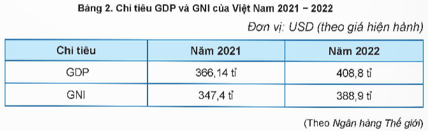 Bảng 2. Chỉ tiêu GDP và GNI của Việt Nam 2021 – 2022
Đơn vị: USD (theo giá hiện hành)
Chỉ tiêu Năm 2021 Năm 2022
GDP 366,14 tỉ 408,8 tỉ
GNI 347,4 tỉ 388,9 tỉ
(Theo Ngân hàng Thế giới)